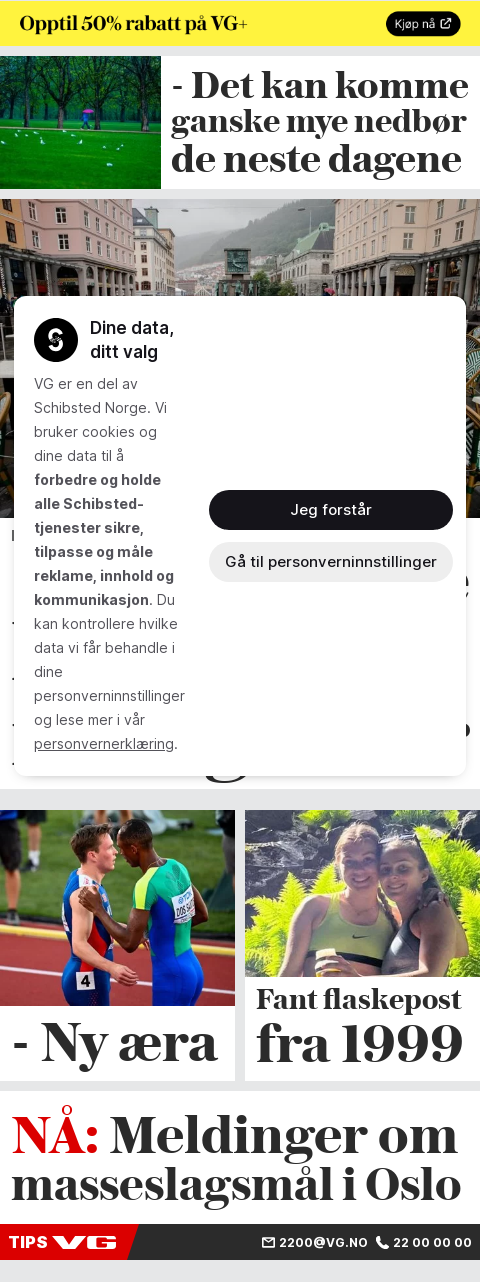 Opptil 50% rabatt på VG+
Kjøp nå
- Det kan komme
ganske mye nedbør
de neste dagene
Dine data,
ditt valg
VG er en del av
Schibsted Norge. Vi
bruker cookies og
dine data til å
forbedre og holde
alle Schibsted-
tjenester sikre,
tilpasse og måle
reklame, innhold og
kommunikasjon. Du
kan kontrollere hvilke
data vi får behandle i
dine
personverninnstillinger
og lese mer i vår
personvernerklæring.
Jeg forstår
Gå til personverninnstillinger
4
- Ny æra
Fant flaskepost
fra 1999
NÅ: Meldinger om
masseslagsmål i Oslo
TIPS VG
2200@VG.NO 22 00 00 00